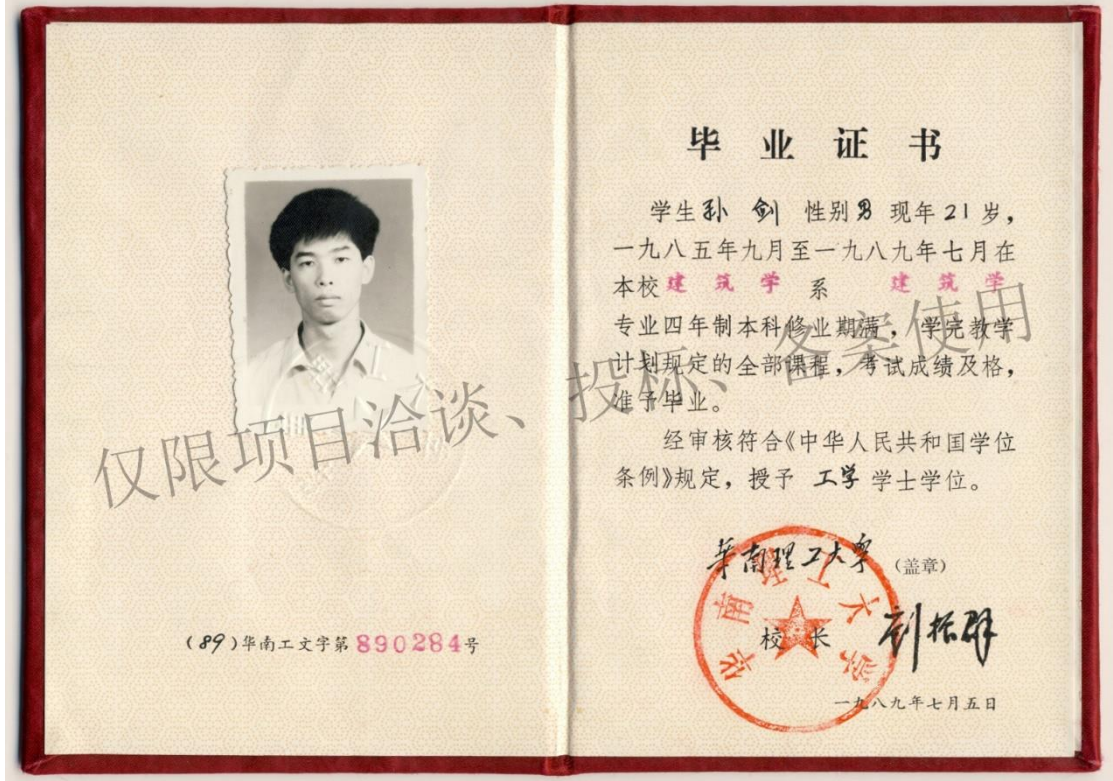 仅限项目洽谈、投标、备案使用
(89)华南工文字第890284号
毕业证书
学生孙 剑 性别男 现年21岁，
一九八五年九月至一九八九年七月在
本校建筑学系 建筑学
专业四年制本科修业期满，学完教学
计划规定的全部课程，考试成绩及格，
准予毕业。
经审核符合《中华人民共和国学位
条例》规定，授予 工学 学士学位。
华南理工大学（盖章）
华南理工大学
校 长 刘振群
一九八九年七月五日